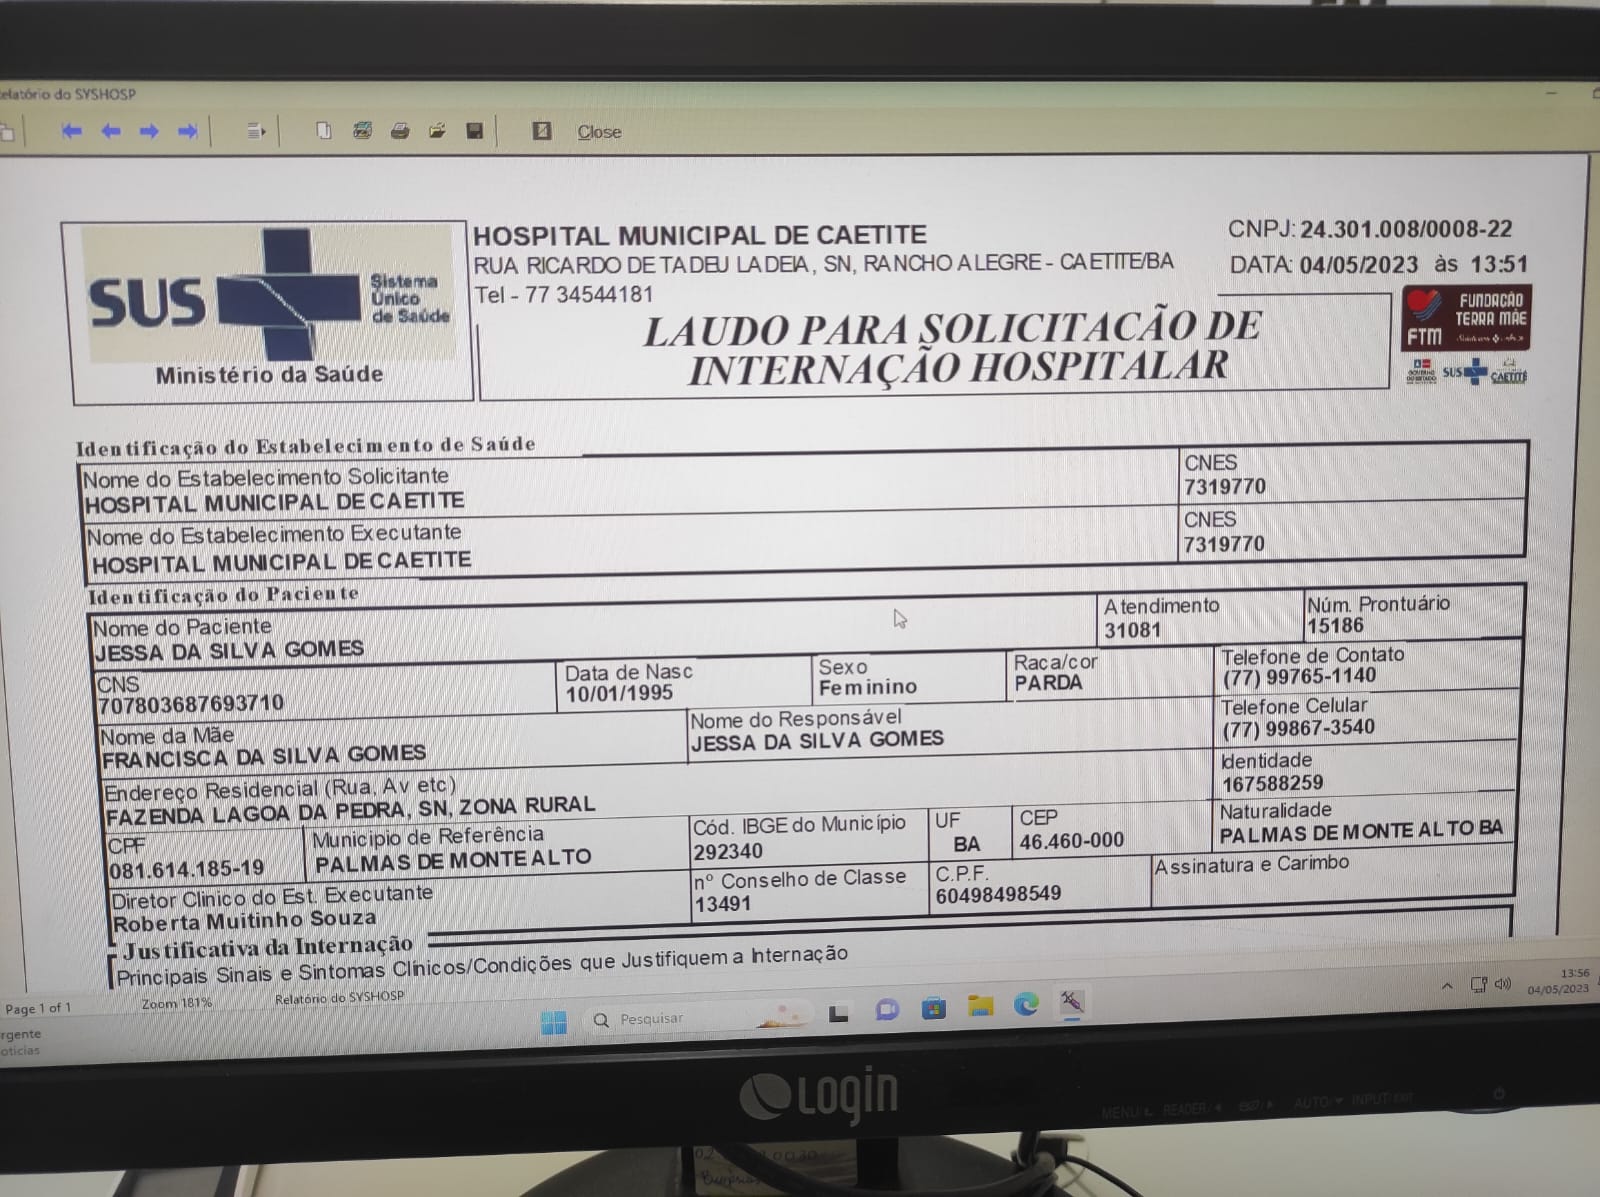 elatório do SYSHOSP
Close
SUS Sistema Único de Saúde
Ministério da Saúde
HOSPITAL MUNICIPAL DE CAETITE
RUA RICARDO DE TADEU LADEIA, SN, RANCHO ALEGRE - CAETITE/BA
Tel - 77 34544181
CNPJ: 24.301.008/0008-22
DATA: 04/05/2023 às 13:51
LAUDO PARA SOLICITACÃO DE
INTERNAÇÃO HOSPITALAR
FUNDAÇÃO
TERRA MÃE
FTM
SUS CAETITÉ
Identificação do Estabelecimento de Saúde
Nome do Estabelecimento Solicitante
HOSPITAL MUNICIPAL DE CAETITE
CNES
7319770
Nome do Estabelecimento Executante
HOSPITAL MUNICIPAL DE CAETITE
CNES
7319770
Identificação do Paciente
Nome do Paciente
JESSA DA SILVA GOMES
Atendimento
31081
Núm. Prontuário
15186
CNS
707803687693710
Data de Nasc
10/01/1995
Sexo
Feminino
Raca/cor
PARDA
Telefone de Contato
(77) 99765-1140
Nome da Mãe
FRANCISCA DA SILVA GOMES
Nome do Responsável
JESSA DA SILVA GOMES
Telefone Celular
(77) 99867-3540
Endereço Residencial (Rua, Av etc)
FAZENDA LAGOA DA PEDRA, SN, ZONA RURAL
Identidade
167588259
CPF
081.614.185-19
Municipio de Referência
PALMAS DE MONTE ALTO
Cód. IBGE do Município
292340
UF
BA
CEP
46.460-000
Naturalidade
PALMAS DE MONTE ALTO BA
Diretor Clinico do Est. Executante
Roberta Muitinho Souza
nº Conselho de Classe
13491
C.P.F.
60498498549
Assinatura e Carimbo
Justificativa da Internação
Principais Sinais e Sintomas Clínicos/Condições que Justifiquem a Internação
Page 1 of 1
Zoom 181%
Relatório do SYSHOSP
rgente
oticias
Pesquisar
13:56
04/05/2023
Login
MENU READER AUTO INPUT/EXIT